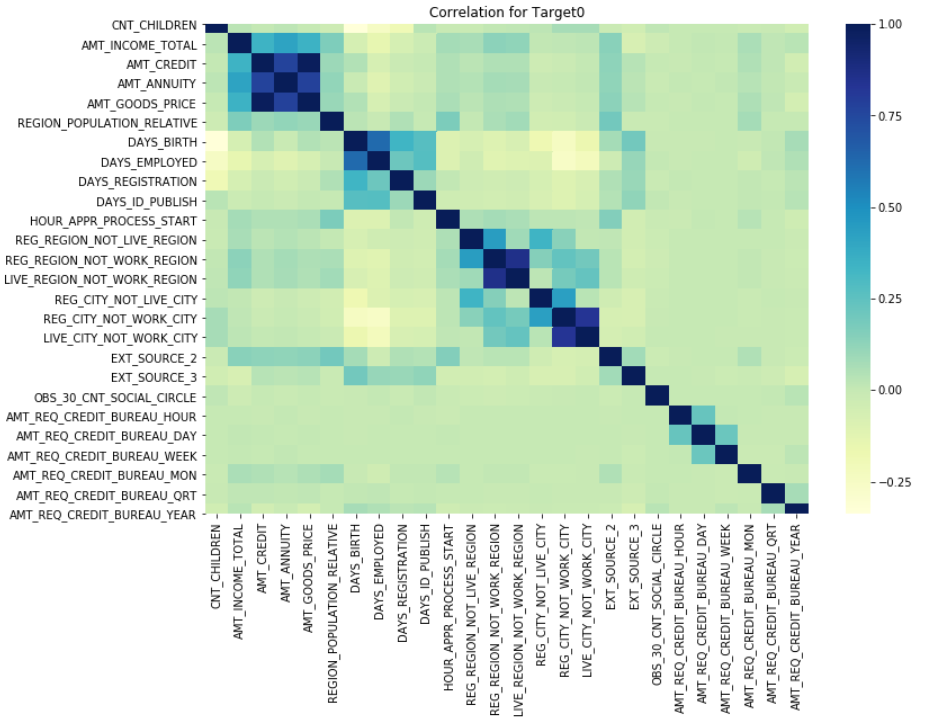 Correlation for Target0
CNT_CHILDREN
AMT_INCOME_TOTAL
AMT_CREDIT
AMT_ANNUITY
AMT_GOODS_PRICE
REGION_POPULATION_RELATIVE
DAYS_BIRTH
DAYS_EMPLOYED
DAYS_REGISTRATION
DAYS_ID_PUBLISH
HOUR_APPR_PROCESS_START
REG_REGION_NOT_LIVE_REGION
REG_REGION_NOT_WORK_REGION
LIVE_REGION_NOT_WORK_REGION
REG_CITY_NOT_LIVE_CITY
REG_CITY_NOT_WORK_CITY
LIVE_CITY_NOT_WORK_CITY
EXT_SOURCE_2
EXT_SOURCE_3
OBS_30_CNT_SOCIAL_CIRCLE
AMT_REQ_CREDIT_BUREAU_HOUR
AMT_REQ_CREDIT_BUREAU_DAY
AMT_REQ_CREDIT_BUREAU_WEEK
AMT_REQ_CREDIT_BUREAU_MON
AMT_REQ_CREDIT_BUREAU_QRT
AMT_REQ_CREDIT_BUREAU_YEAR
CNT_CHILDREN
AMT_INCOME_TOTAL
AMT_CREDIT
AMT_ANNUITY
AMT_GOODS_PRICE
REGION_POPULATION_RELATIVE
DAYS_BIRTH
DAYS_EMPLOYED
DAYS_REGISTRATION
DAYS_ID_PUBLISH
HOUR_APPR_PROCESS_START
REG_REGION_NOT_LIVE_REGION
REG_REGION_NOT_WORK_REGION
LIVE_REGION_NOT_WORK_REGION
REG_CITY_NOT_LIVE_CITY
REG_CITY_NOT_WORK_CITY
LIVE_CITY_NOT_WORK_CITY
EXT_SOURCE_2
EXT_SOURCE_3
OBS_30_CNT_SOCIAL_CIRCLE
AMT_REQ_CREDIT_BUREAU_HOUR
AMT_REQ_CREDIT_BUREAU_DAY
AMT_REQ_CREDIT_BUREAU_WEEK
AMT_REQ_CREDIT_BUREAU_MON
AMT_REQ_CREDIT_BUREAU_QRT
AMT_REQ_CREDIT_BUREAU_YEAR
1.00
0.75
0.50
0.25
0.00
−0.25